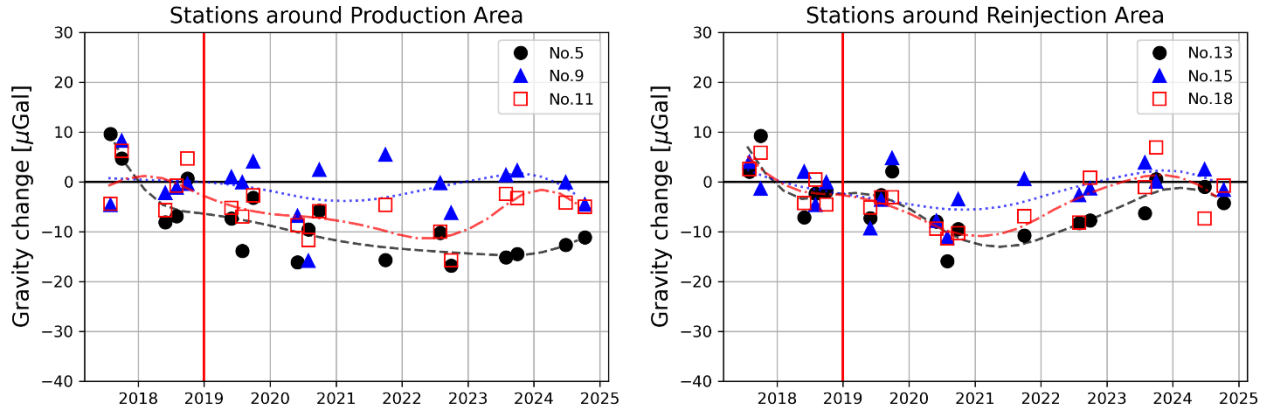 Stations around Production Area
Gravity change [μGal]
30
20
10
0
−10
−20
−30
−40
2018 2019 2020 2021 2022 2023 2024 2025
No.5
No.9
No.11
Stations around Reinjection Area
Gravity change [μGal]
30
20
10
0
−10
−20
−30
−40
2018 2019 2020 2021 2022 2023 2024 2025
No.13
No.15
No.18